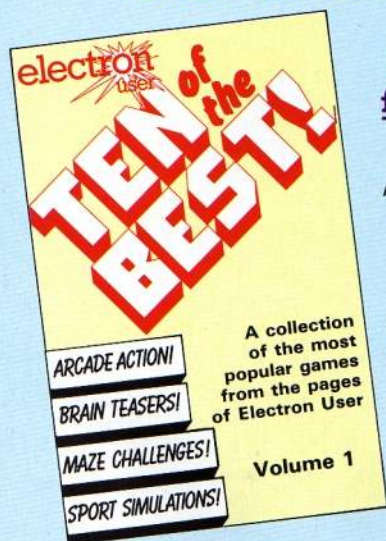 electron
user
TEN of the
BEST!
ARCADE ACTION!
BRAIN TEASERS!
MAZE CHALLENGES!
SPORT SIMULATIONS!
A collection
of the most
popular games
from the pages
of Electron User
Volume 1